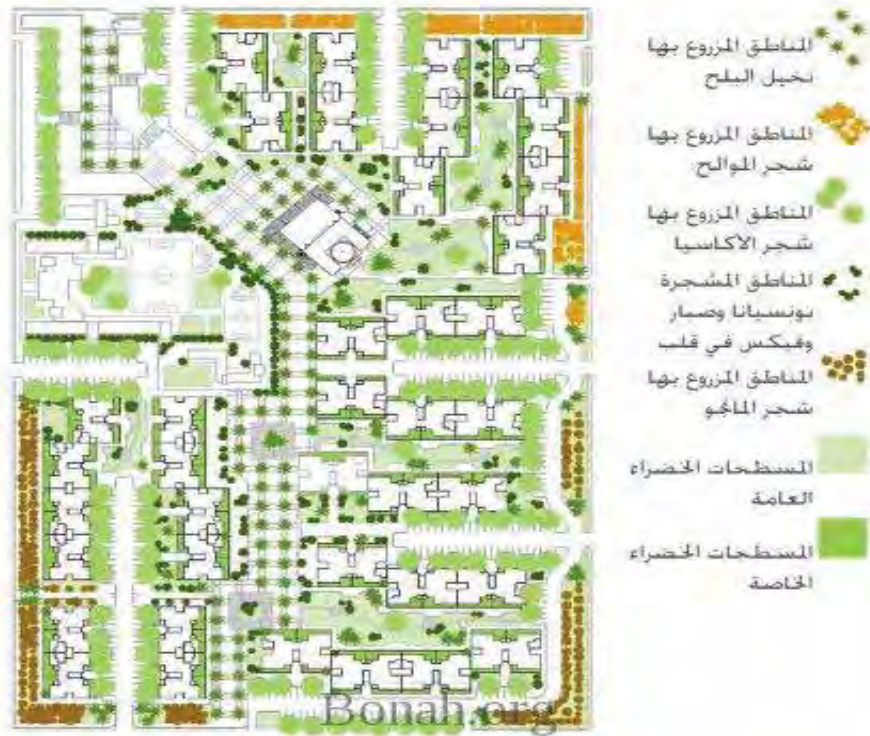 المناطق المزروع بها
نخيل البلح
المناطق المزروع بها
شجر الموالح
المناطق المزروع بها
شجر الاكاسيا
المناطق المشجرة
بونسيانا وصبار
وفيكس في قلب
المناطق المزروع بها
شجر المانجو
المسطحات الخضراء
العامة
المسطحات الخضراء
الخاصة
Bonah.org